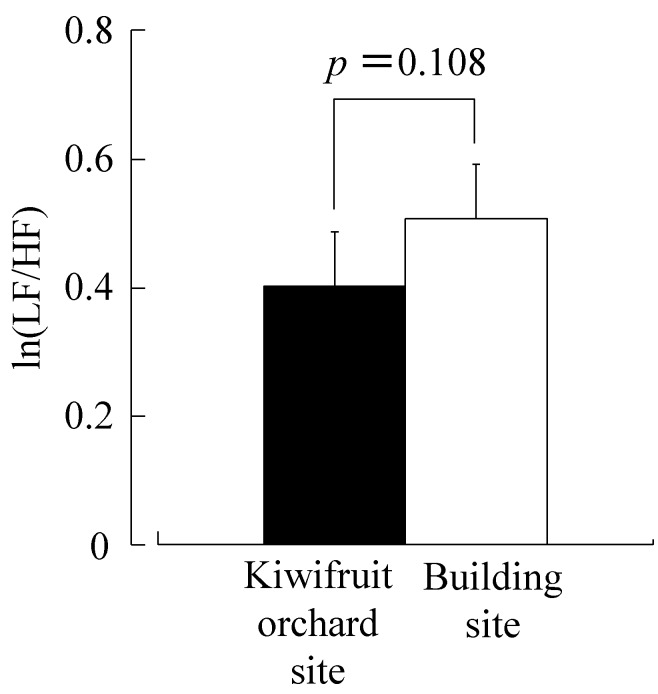 0.8
p＝0.108
0.6
0.4
0.2
0
ln(LF/HF)
Kiwifruit
orchard
site
Building
site